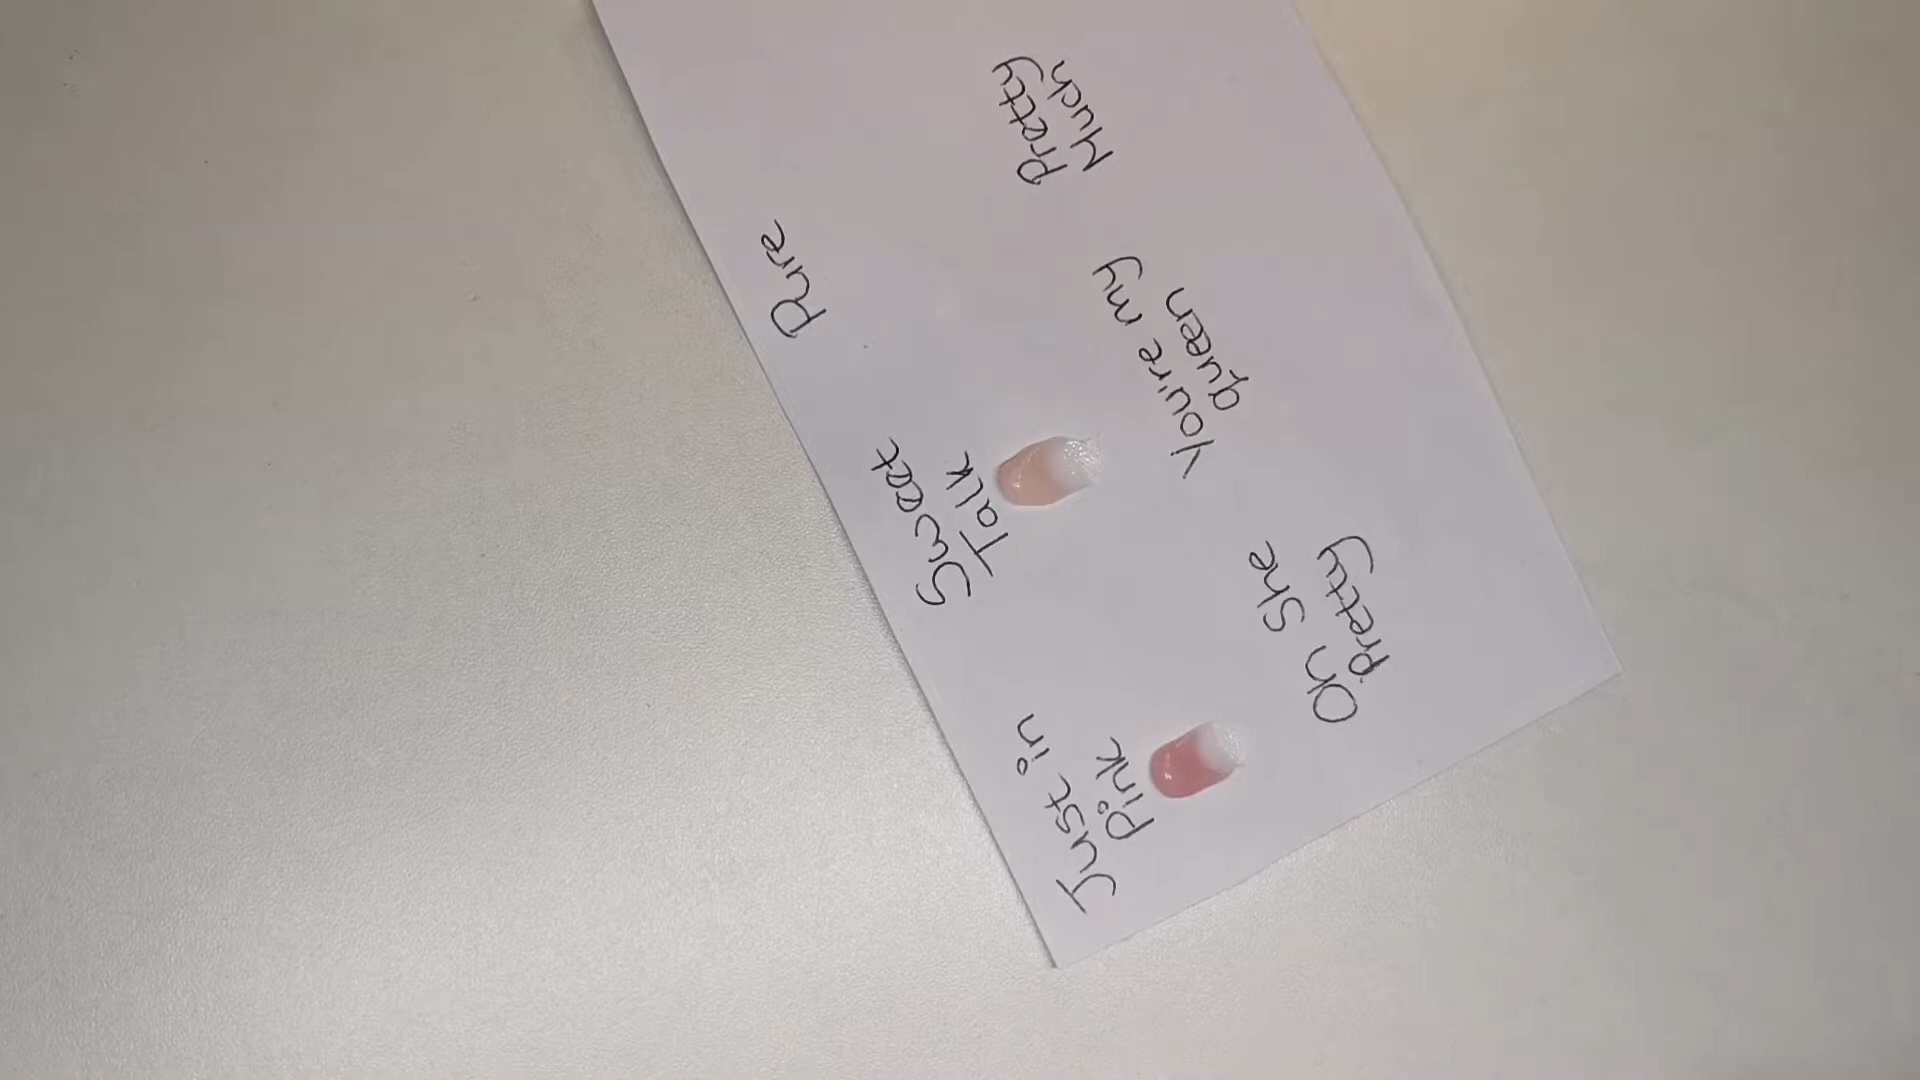 Just in
Pink
Sweet
Talk
Pure
Oh She
Pretty
You're my
queen
Pretty
Much